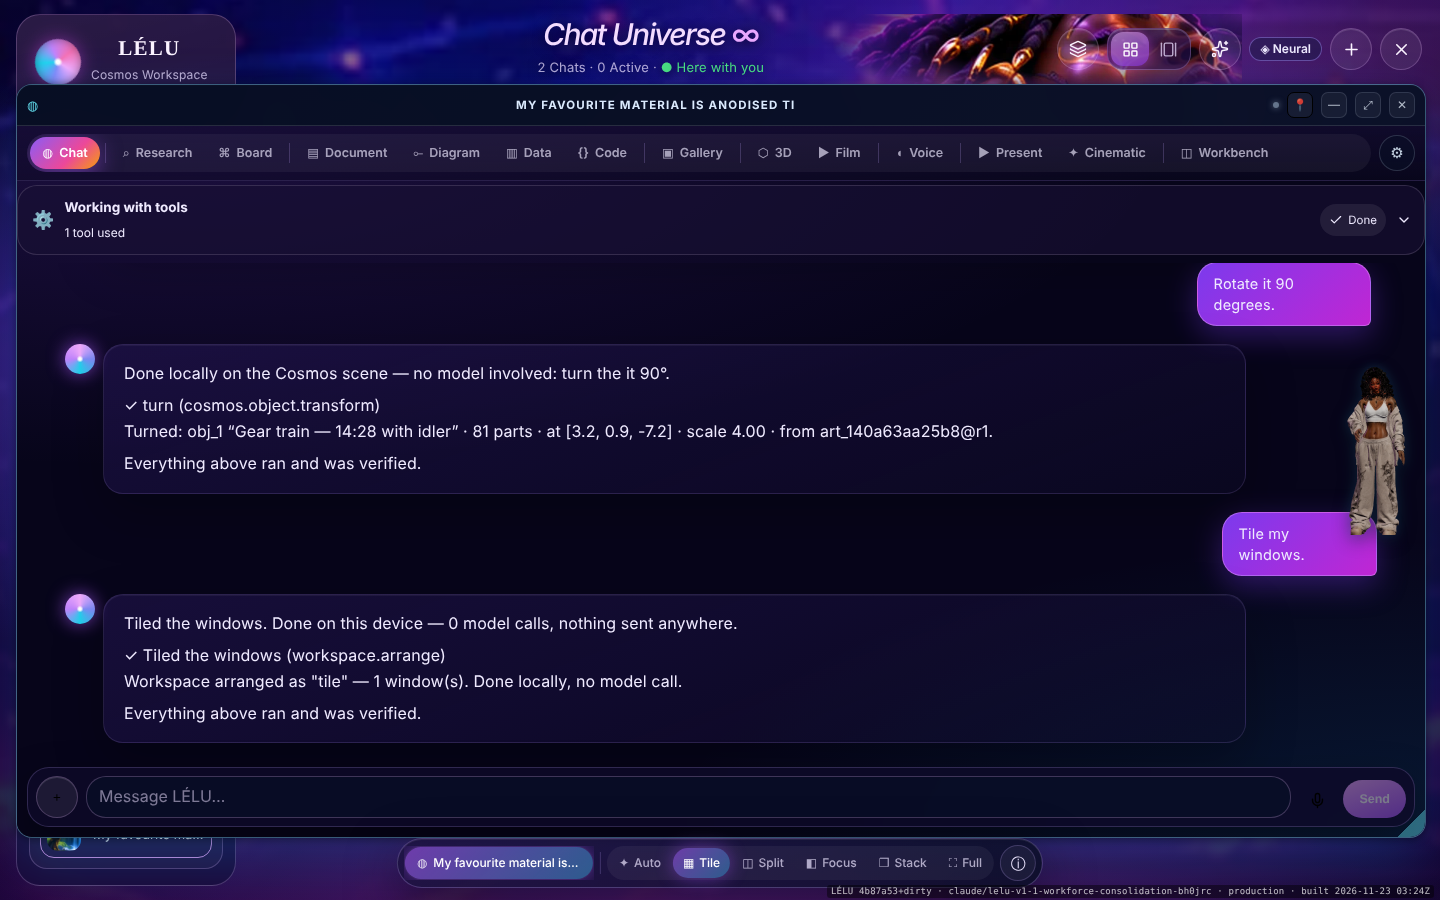 LÉLU
Cosmos Workspace
Chat Universe ∞
2 Chats · 0 Active · ● Here with you
◈ Neural
MY FAVOURITE MATERIAL IS ANODISED TI
Chat
Research
Board
Document
Diagram
Data
{} Code
Gallery
3D
Film
Voice
Present
Cinematic
Workbench
Working with tools
1 tool used
✓ Done
Rotate it 90
degrees.
Done locally on the Cosmos scene — no model involved: turn the it 90°.
✓ turn (cosmos.object.transform)
Turned: obj_1 “Gear train — 14:28 with idler” · 81 parts · at [3.2, 0.9, -7.2] · scale 4.00 · from art_140a63aa25b8@r1.
Everything above ran and was verified.
Tile my
windows.
Tiled the windows. Done on this device — 0 model calls, nothing sent anywhere.
✓ Tiled the windows (workspace.arrange)
Workspace arranged as "tile" — 1 window(s). Done locally, no model call.
Everything above ran and was verified.
Message LÉLU...
Send
My favourite is...
My favourite material is...
Auto
Tile
Split
Focus
Stack
Full
LÉLU 4b87a53+dirty · claude/lelu-v1-1-workforce-consolidation-bh0jrc · production · built 2026-11-23 03:24Z